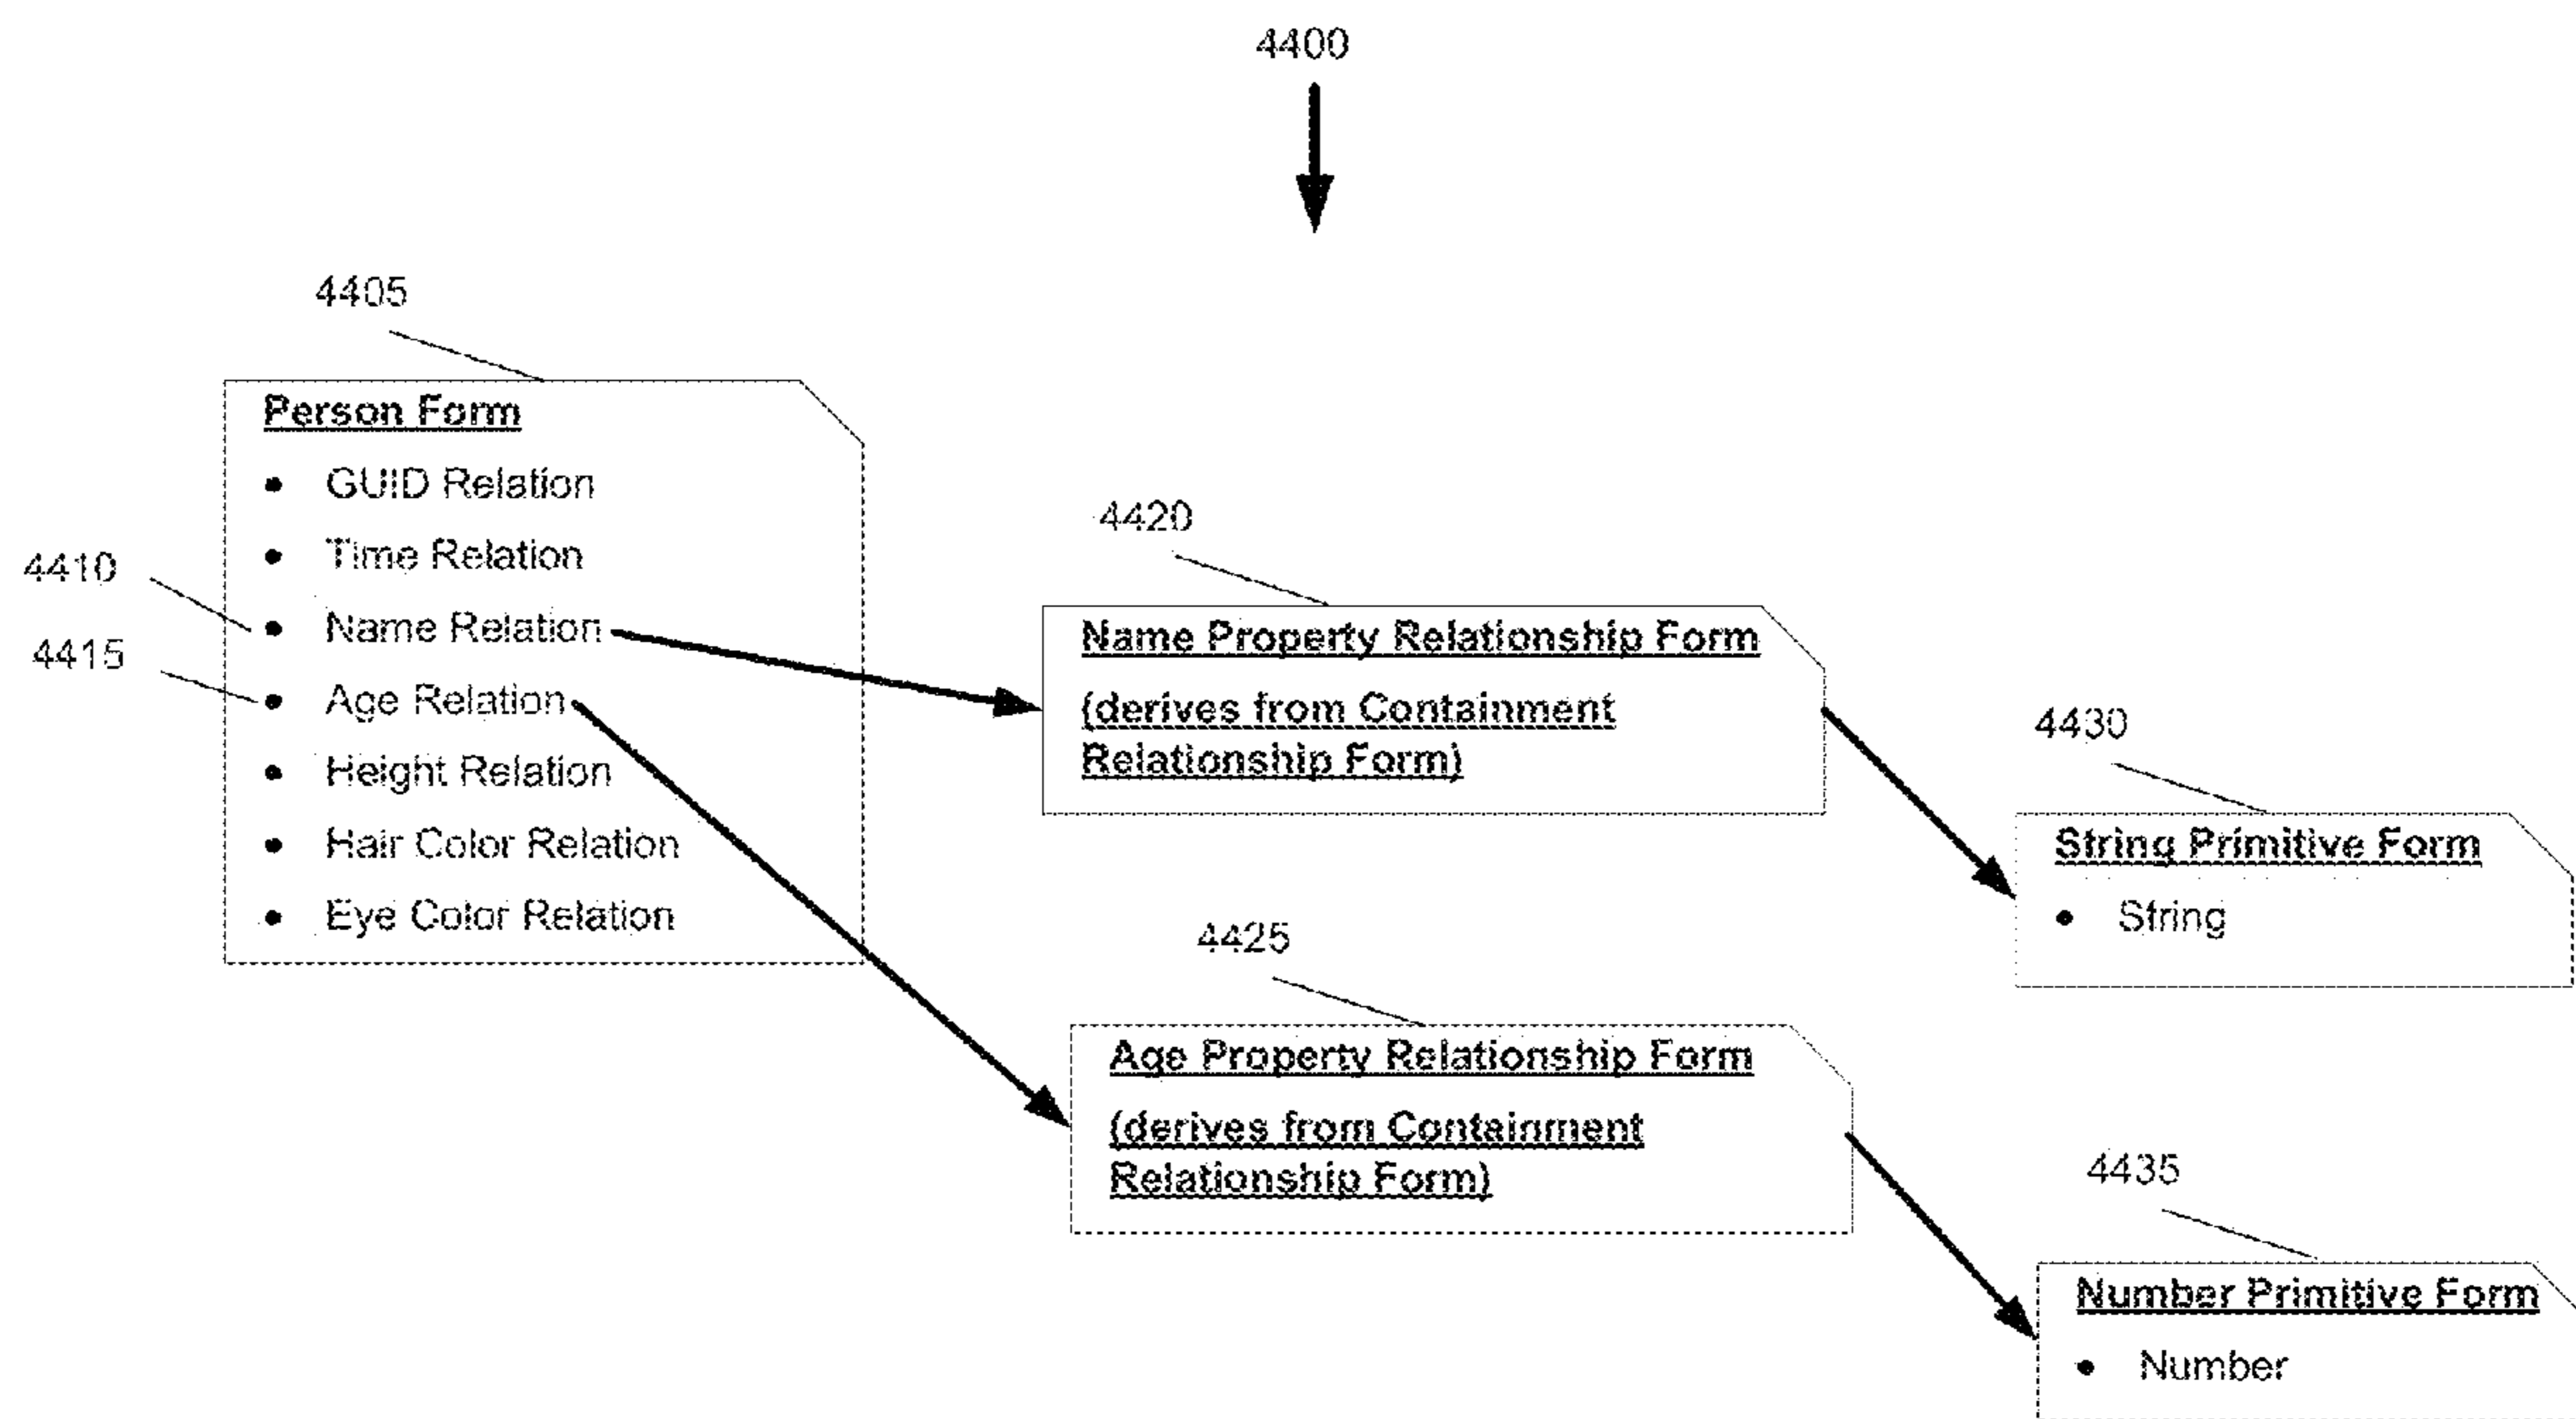 4400
4405
Person Form
• GUID Relation
• Time Relation
4410
• Name Relation
4415
• Age Relation
• Height Relation
• Hair Color Relation
• Eye Color Relation
4420
Name Property Relationship Form
(derives from Containment
Relationship Form)
4430
String Primitive Form
• String
4425
Age Property Relationship Form
(derives from Containment
Relationship Form)
4435
Number Primitive Form
• Number